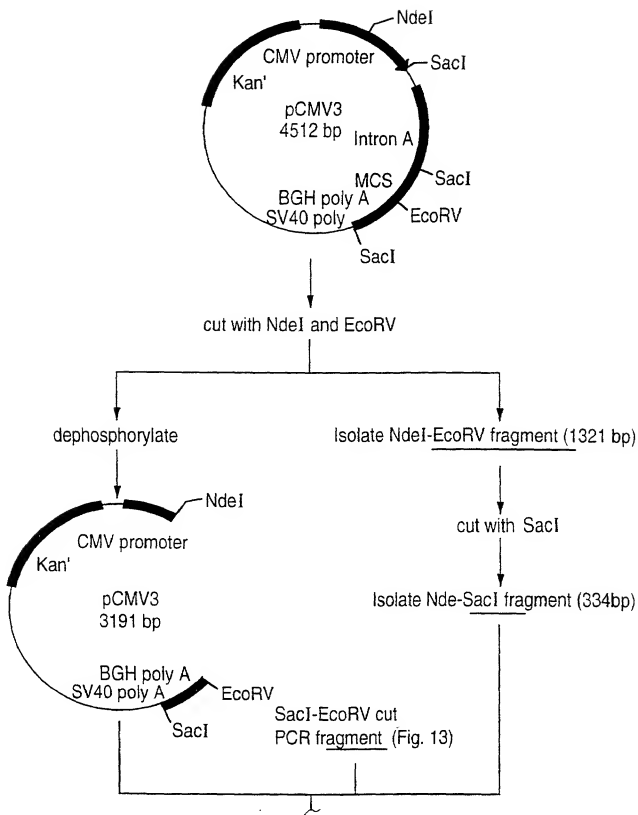 NdeI
CMV promoter
SacI
Kan'
pCMV3
4512 bp
Intron A
MCS
SacI
BGH poly A
EcoRV
SV40 poly
SacI
cut with NdeI and EcoRV
dephosphorylate
Isolate NdeI-EcoRV fragment (1321 bp)
NdeI
CMV promoter
cut with SacI
Kan'
pCMV3
3191 bp
Isolate Nde-SacI fragment (334bp)
BGH poly A
SV40 poly A
EcoRV
SacI
SacI-EcoRV cut
PCR fragment (Fig. 13)